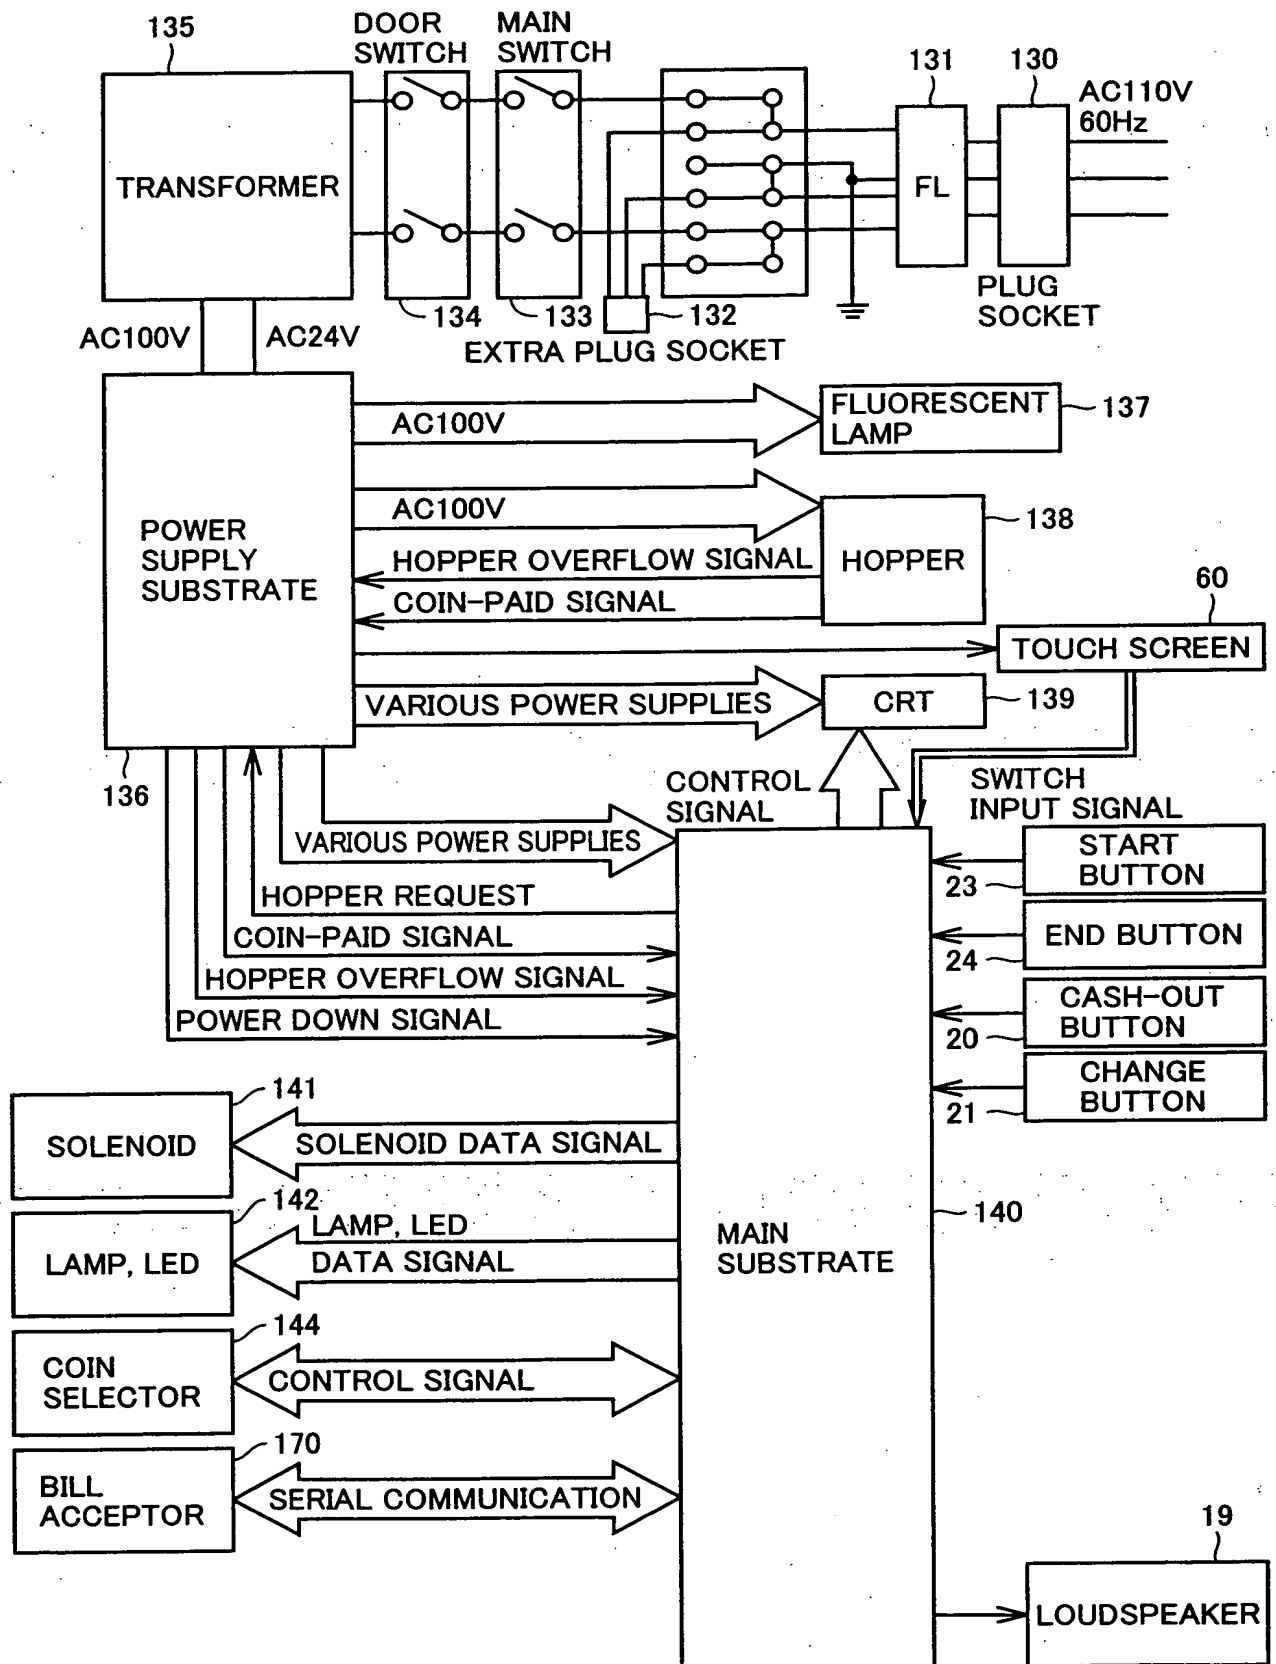 135
DOOR
SWITCH
MAIN
SWITCH
131
130
AC110V
60Hz
TRANSFORMER
FL
134
133
132
PLUG
SOCKET
AC100V
AC24V
EXTRA PLUG SOCKET
AC100V
FLUORESCENT
LAMP
137
AC100V
138
POWER
SUPPLY
SUBSTRATE
HOPPER OVERFLOW SIGNAL
HOPPER
COIN-PAID SIGNAL
60
TOUCH SCREEN
VARIOUS POWER SUPPLIES
CRT
139
136
CONTROL
SIGNAL
SWITCH
INPUT SIGNAL
VARIOUS POWER SUPPLIES
START
BUTTON
23
HOPPER REQUEST
COIN-PAID SIGNAL
END BUTTON
24
HOPPER OVERFLOW SIGNAL
CASH-OUT
BUTTON
20
POWER DOWN SIGNAL
CHANGE
BUTTON
21
141
SOLENOID
SOLENOID DATA SIGNAL
142
LAMP, LED
LAMP, LED
DATA SIGNAL
MAIN
SUBSTRATE
140
144
COIN
SELECTOR
CONTROL SIGNAL
170
BILL
ACCEPTOR
SERIAL COMMUNICATION
19
LOUDSPEAKER